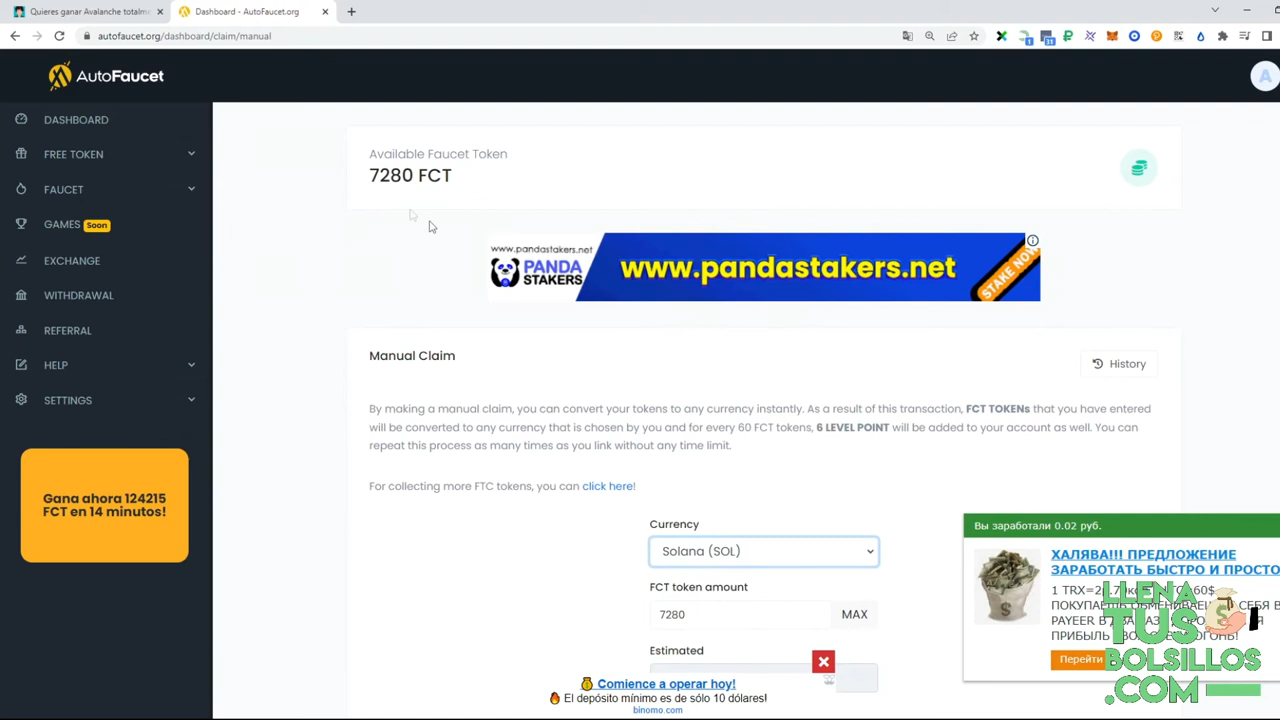 Quieres ganar Avalanche totalme
Dashboard - AutoFaucet.org
autofaucet.org/dashboard/claim/manual
AutoFaucet
A
DASHBOARD
FREE TOKEN
FAUCET
GAMES Soon
EXCHANGE
WITHDRAWAL
REFERRAL
HELP
SETTINGS
Gana ahora 124215
FCT en 14 minutos!
Available Faucet Token
7280 FCT
www.pandastakers.net
PANDA
STAKERS
www.pandastakers.net
STAKE NOW
Manual Claim
History
By making a manual claim, you can convert your tokens to any currency instantly. As a result of this transaction, FCT TOKENs that you have entered
will be converted to any currency that is chosen by you and for every 60 FCT tokens, 6 LEVEL POINT will be added to your account as well. You can
repeat this process as many times as you link without any time limit.
For collecting more FTC tokens, you can click here!
Currency
Solana (SOL)
FCT token amount
7280 MAX
Estimated
Comience a operar hoy!
El depósito mínimo es de sólo 10 dólares!
binomo.com
Вы заработали 0.02 руб.
ХАЛЯВА!!! ПРЕДЛОЖЕНИЕ
ЗАРАБОТАТЬ БЫСТРО И ПРОСТО
Перейти
LLENA
TUS
BOLSILLOS
.COM